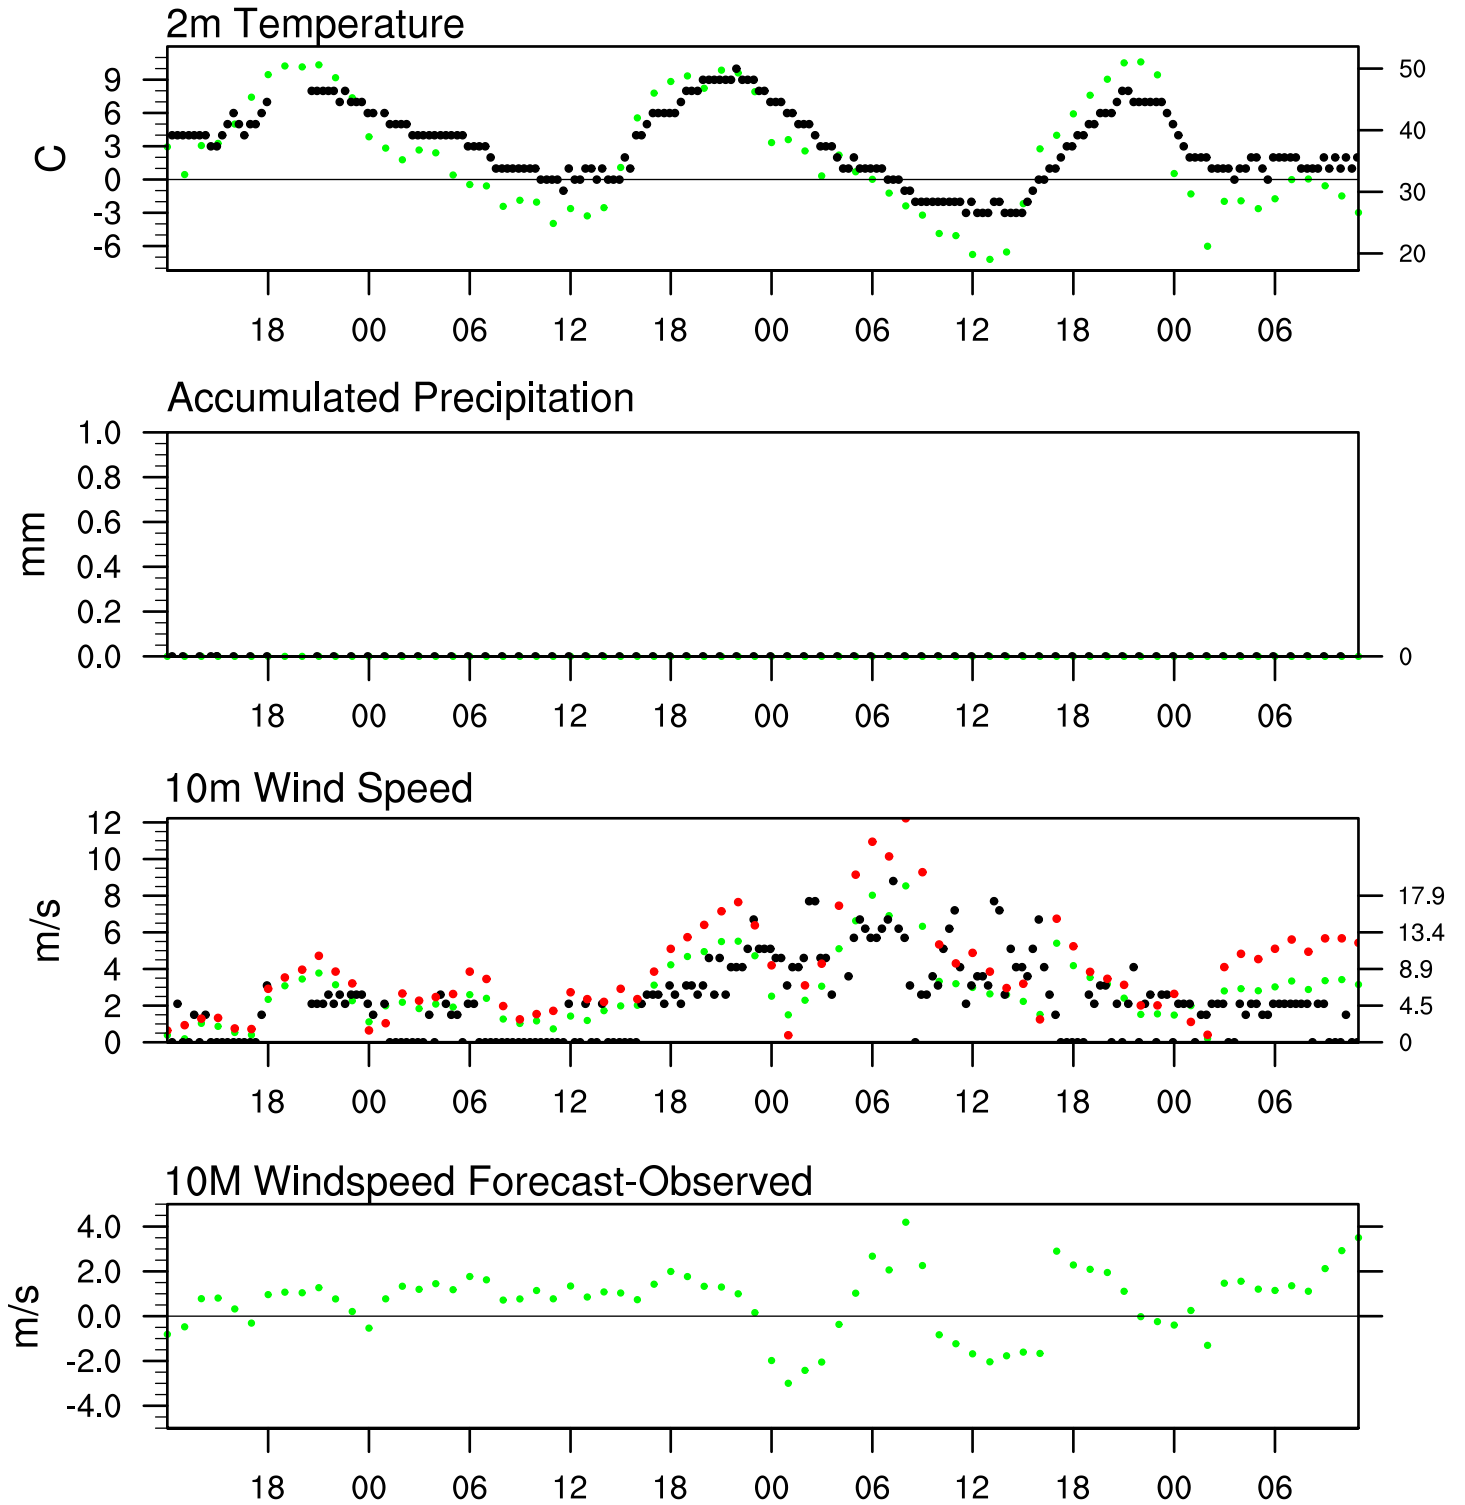 2m Temperature
9
6
3
0
-3
-6
C
50
40
30
20
18 00 06 12 18 00 06 12 18 00 06
Accumulated Precipitation
1.0
0.8
0.6
0.4
0.2
0.0
mm
0
18 00 06 12 18 00 06 12 18 00 06
10m Wind Speed
12
10
8
6
4
2
0
m/s
17.9
13.4
8.9
4.5
0
18 00 06 12 18 00 06 12 18 00 06
10M Windspeed Forecast-Observed
4.0
2.0
0.0
-2.0
-4.0
m/s
18 00 06 12 18 00 06 12 18 00 06